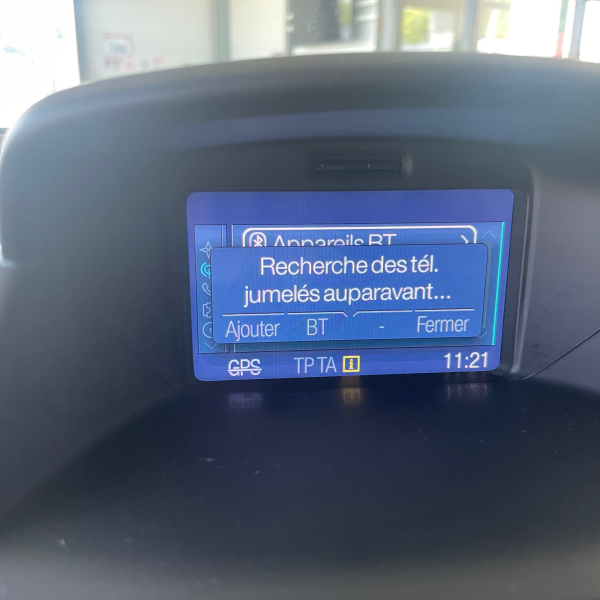 Appareils BT
Recherche des tél.
jumelés auparavant...
Ajouter BT - Fermer
GPS TP TA i 11:21